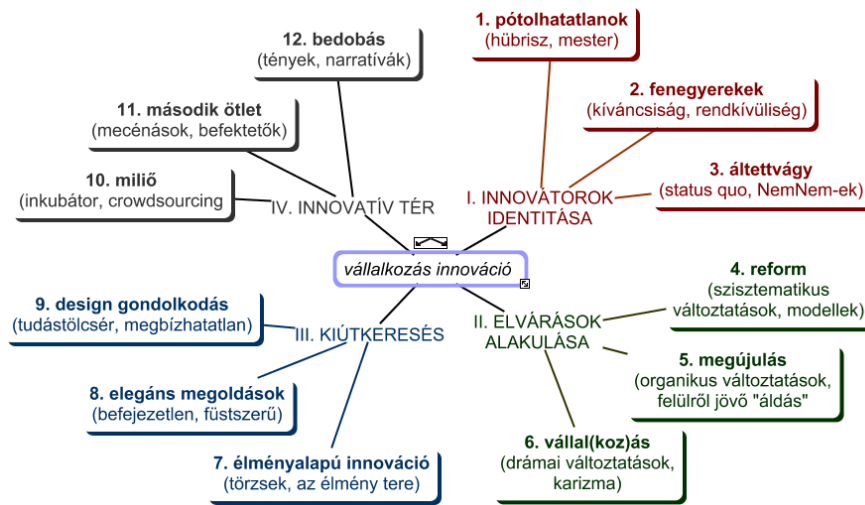 1. pótolhatatlanok
(hübrisz, mester)
2. fenegyerekek
(kíváncsiság, rendkívüliség)
3. áltettvágy
(status quo, NemNem-ek)
I. INNOVÁTOROK
IDENTITÁSA
12. bedobás
(tények, narratívák)
11. második ötlet
(mecénások, befektetők)
10. miliő
(inkubátor, crowdsourcing
IV. INNOVATÍV TÉR
vállalkozás innováció
4. reform
(szisztematikus
változtatások, modellek)
II. ELVÁRÁSOK
ALAKULÁSA
5. megújulás
(organikus változtatások,
felülről jövő "áldás"
6. vállal(koz)ás
(drámai változtatások,
karizma)
9. design gondolkodás
(tudástölcsér, megbízhatatlan)
III. KIÚTKERESÉS
8. elegáns megoldások
(befejezetlen, füstszerű)
7. élményalapú innováció
(törzsek, az élmény tere)